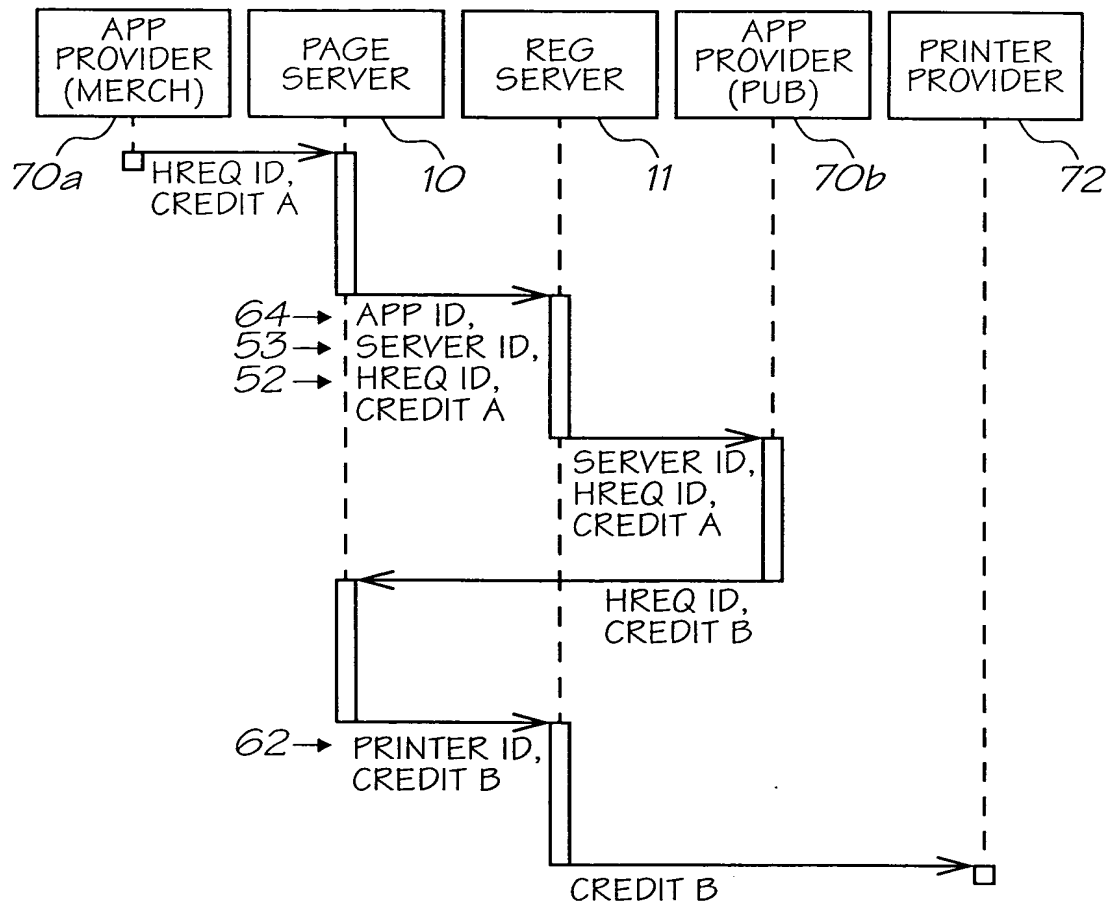 APP
PROVIDER
(MERCH)
PAGE
SERVER
REG
SERVER
APP
PROVIDER
(PUB)
PRINTER
PROVIDER
70a
10
11
70b
72
HREQ ID,
CREDIT A
64
APP ID,
53
SERVER ID,
52
HREQ ID,
CREDIT A
SERVER ID,
HREQ ID,
CREDIT A
HREQ ID,
CREDIT B
62
PRINTER ID,
CREDIT B
CREDIT B